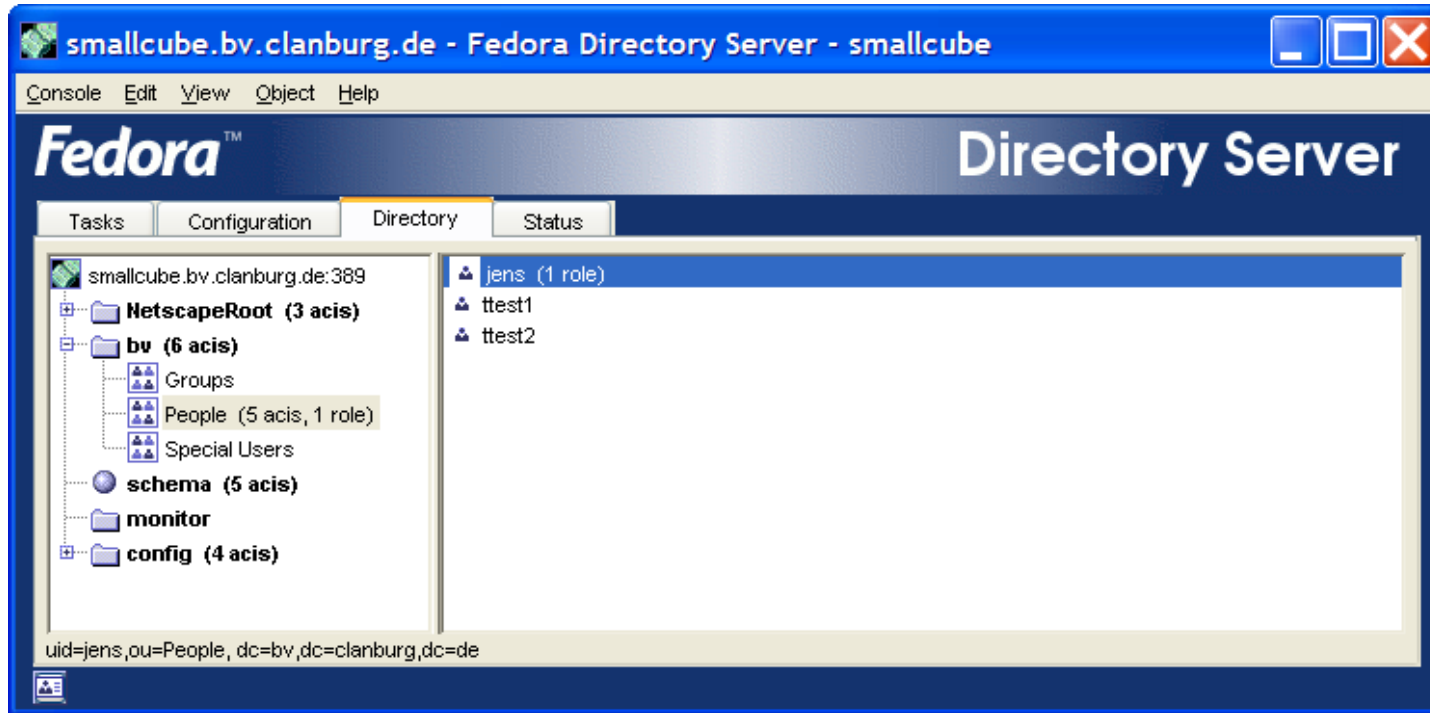 smallcube.bv.clanburg.de - Fedora Directory Server - smallcube
Console Edit View Object Help
Fedora™ Directory Server
Tasks Configuration Directory Status
smallcube.bv.clanburg.de:389
NetscapeRoot (3 acis)
bv (6 acis)
Groups
People (5 acis, 1 role)
Special Users
schema (5 acis)
monitor
config (4 acis)
jens (1 role)
ttest1
ttest2
uid=jens,ou=People, dc=bv,dc=clanburg,dc=de